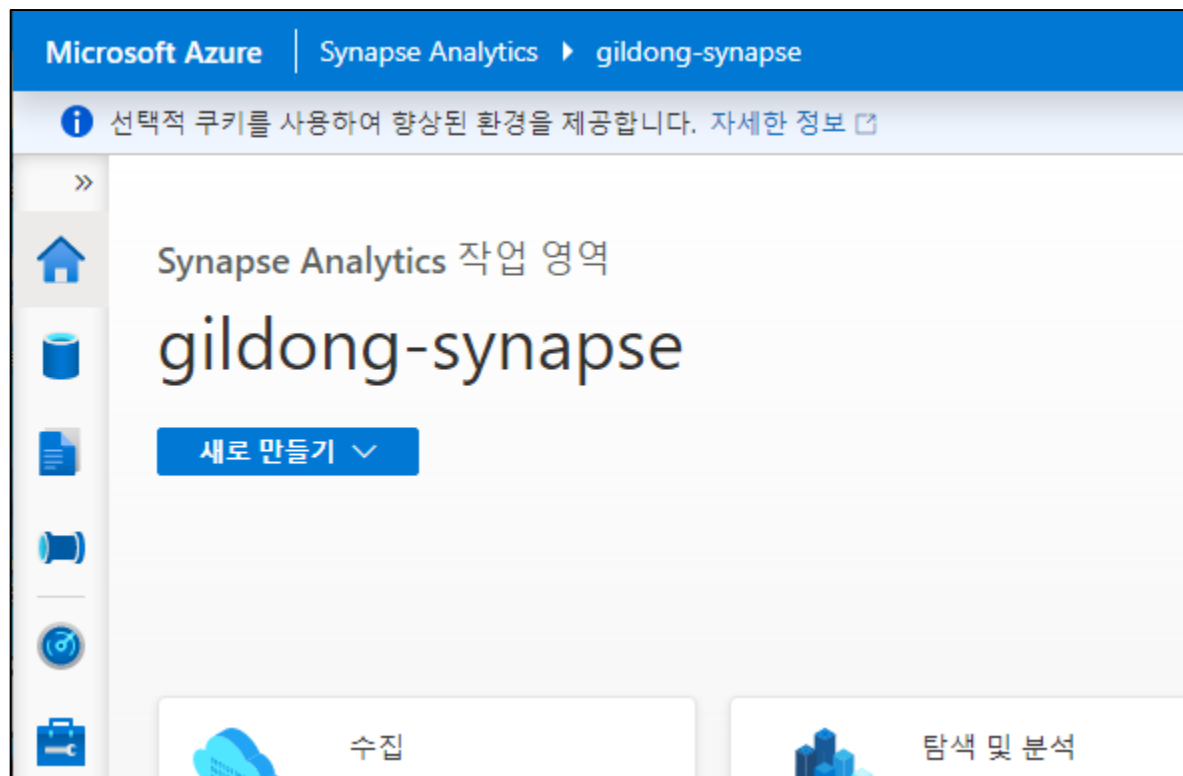 Microsoft Azure
Synapse Analytics
gildong-synapse
선택적 쿠키를 사용하여 향상된 환경을 제공합니다. 자세한 정보
Synapse Analytics 작업 영역
gildong-synapse
새로 만들기
수집
탐색 및 분석